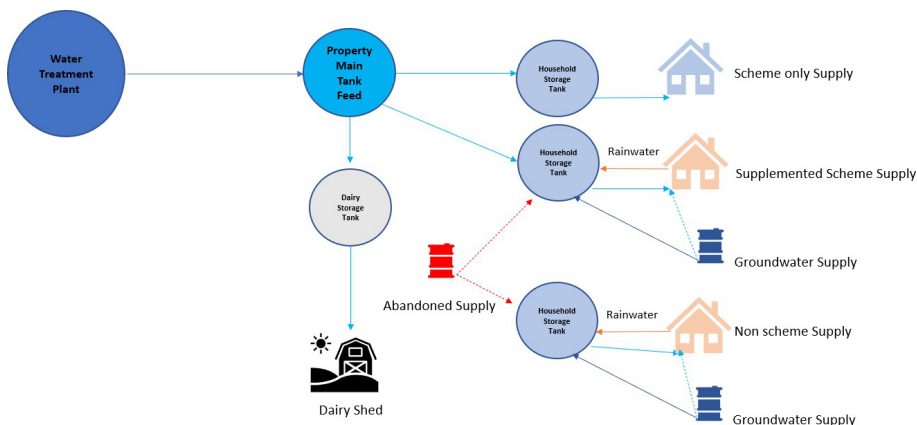 Water
Treatment
Plant
Property
Main
Tank
Feed
Household
Storage
Tank
Scheme only Supply
Household
Storage
Tank
Rainwater
Supplemented Scheme Supply
Dairy
Storage
Tank
Groundwater Supply
Abandoned Supply
Household
Storage
Tank
Rainwater
Non scheme Supply
Dairy Shed
Groundwater Supply